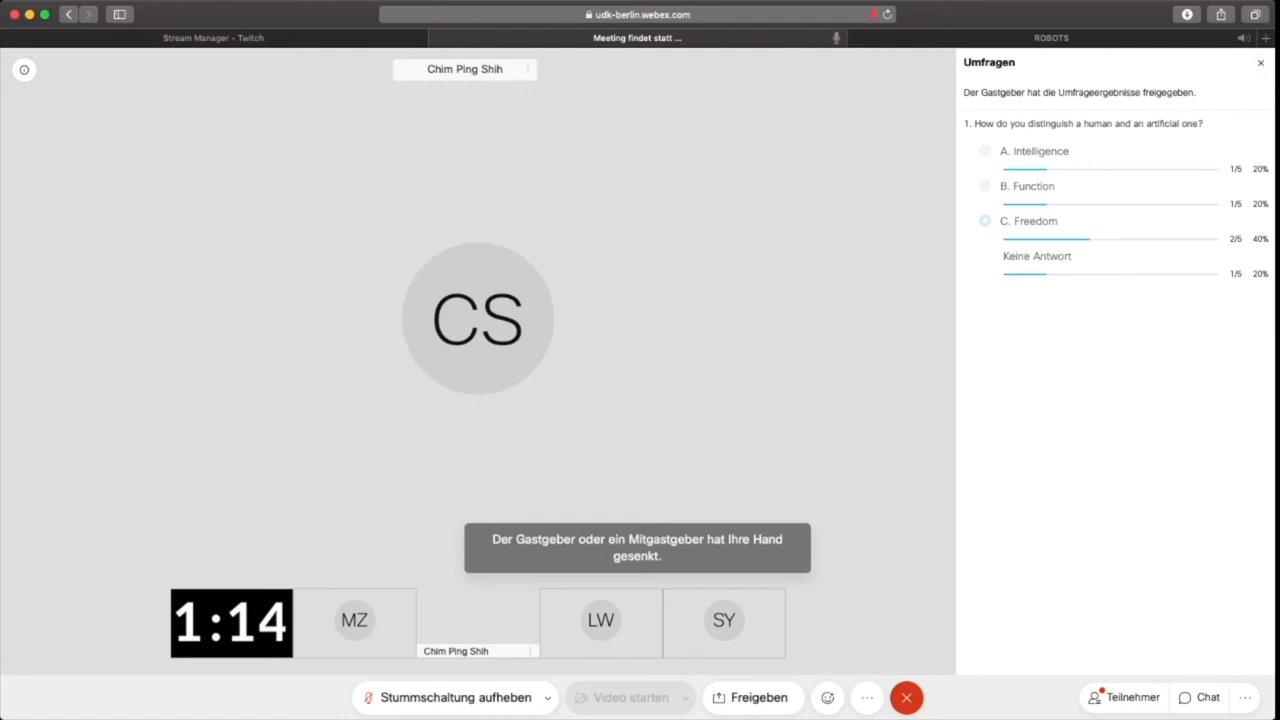 udk-berlin.webex.com
Stream Manager - Twitch
Meeting findet statt ...
ROBOTS
Chim Ping Shih
Umfragen
Der Gastgeber hat die Umfrageergebnisse freigegeben.
1. How do you distinguish a human and an artificial one?
A. Intelligence
1/5 20%
B. Function
1/5 20%
C. Freedom
2/5 40%
Keine Antwort
1/5 20%
CS
Der Gastgeber oder ein Mitgastgeber hat Ihre Hand
gesenkt.
1:14
MZ
Chim Ping Shih
LW
SY
Stummschaltung aufheben
Video starten
Freigeben
Teilnehmer
Chat